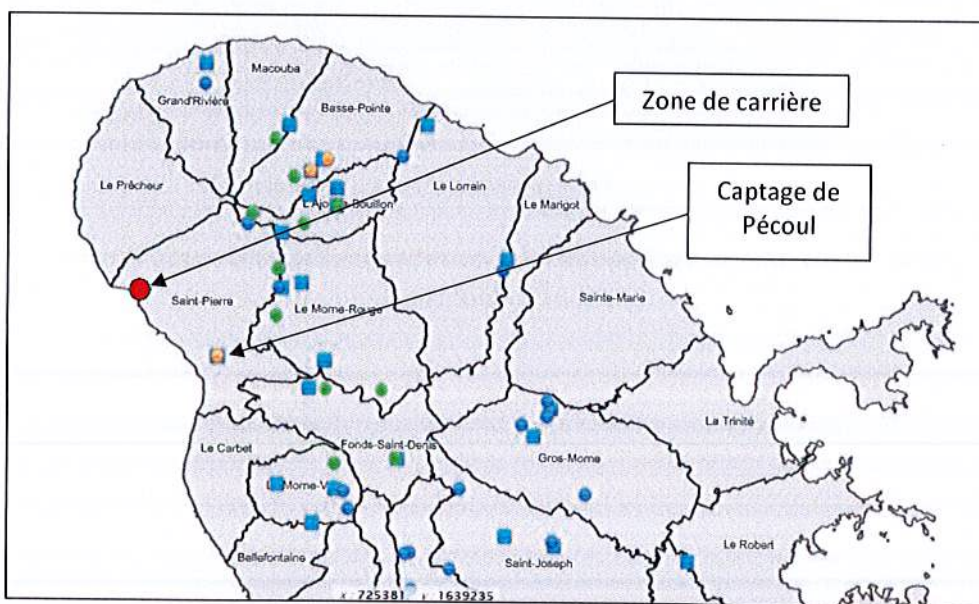 Macouba
Grand'Rivière
Zone de carrière
Basse-Pointe
Le Prêcheur
Le Lorrain
Captage de
Pécoul
L'Ajoupa-Bouillon
Le Marigot
Saint-Pierre
Sainte-Marie
Le Morne-Rouge
La Trinité
Le Carbet
Fonds-Saint-Denis
Gros-Morne
Le Morne-V
Bellefontaine
Saint-Joseph
Le Robert
x : 725381 y : 1639235